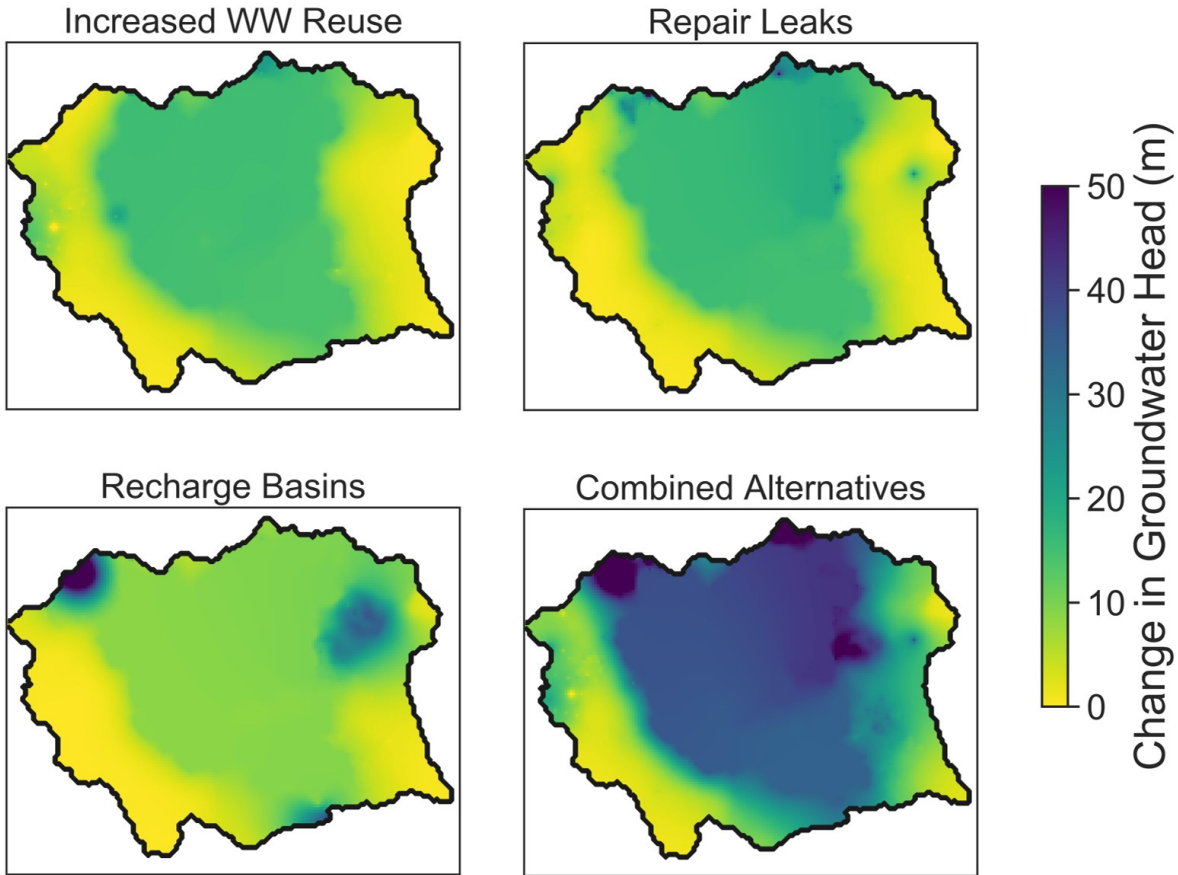 Increased WW Reuse
Repair Leaks
Recharge Basins
Combined Alternatives
50
40
30
20
10
0
Change in Groundwater Head (m)